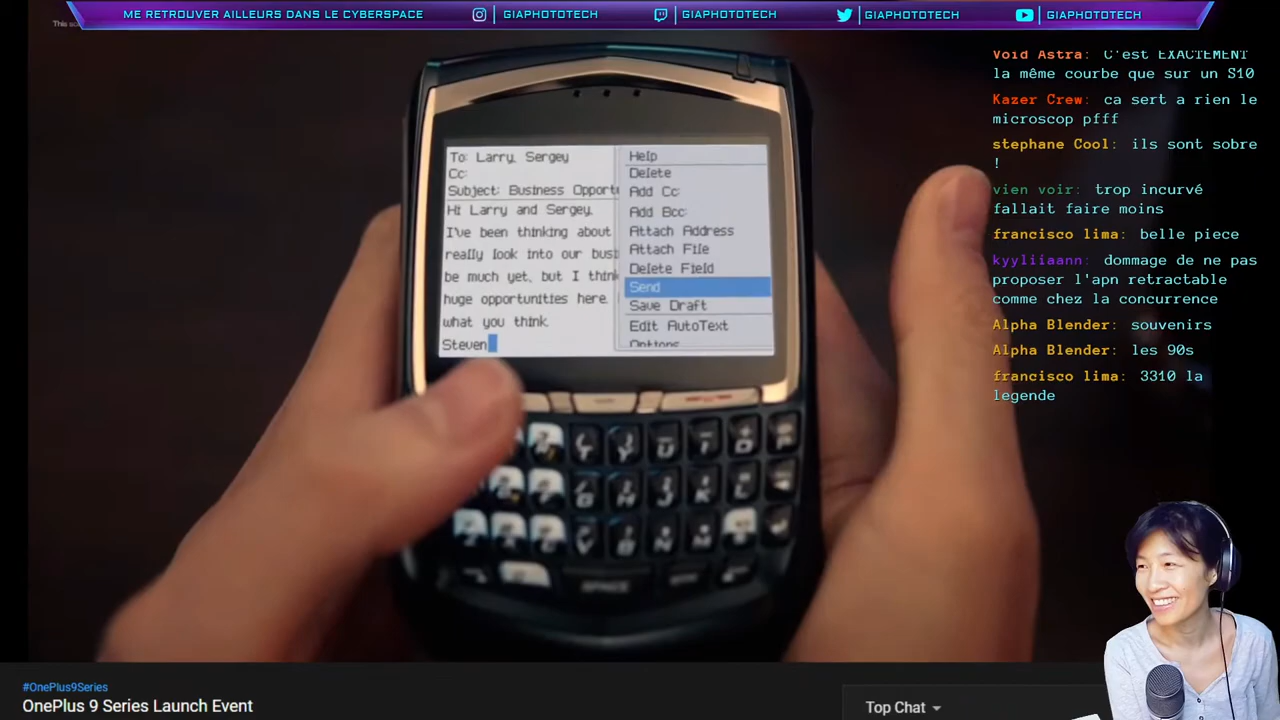 This
ME RETROUVER AILLEURS DANS LE CYBERSPACE
GIAPHOTOTECH
GIAPHOTOTECH
GIAPHOTOTECH
GIAPHOTOTECH
To: Larry, Sergey
Cc:
Subject: Business Opport
Hi Larry and Sergey,
I've been thinking about
really look into our busi
be much yet, but I think
huge opportunities here.
what you think.
Steven
Help
Delete
Add Cc:
Add Bcc:
Attach Address
Attach File
Delete Field
Send
Save Draft
Edit AutoText
Options
SPACE
Void Astra: C'est EXACTEMENT
la même courbe que sur un S10
Kazer Crew: ca sert a rien le
microscop pfff
stephane Cool: ils sont sobre
!
vien voir: trop incurvé
fallait faire moins
francisco lima: belle piece
kyyliiaann: dommage de ne pas
proposer l'apn retractable
comme chez la concurrence
Alpha Blender: souvenirs
Alpha Blender: les 90s
francisco lima: 3310 la
legende
#OnePlus9Series
OnePlus 9 Series Launch Event
Top Chat